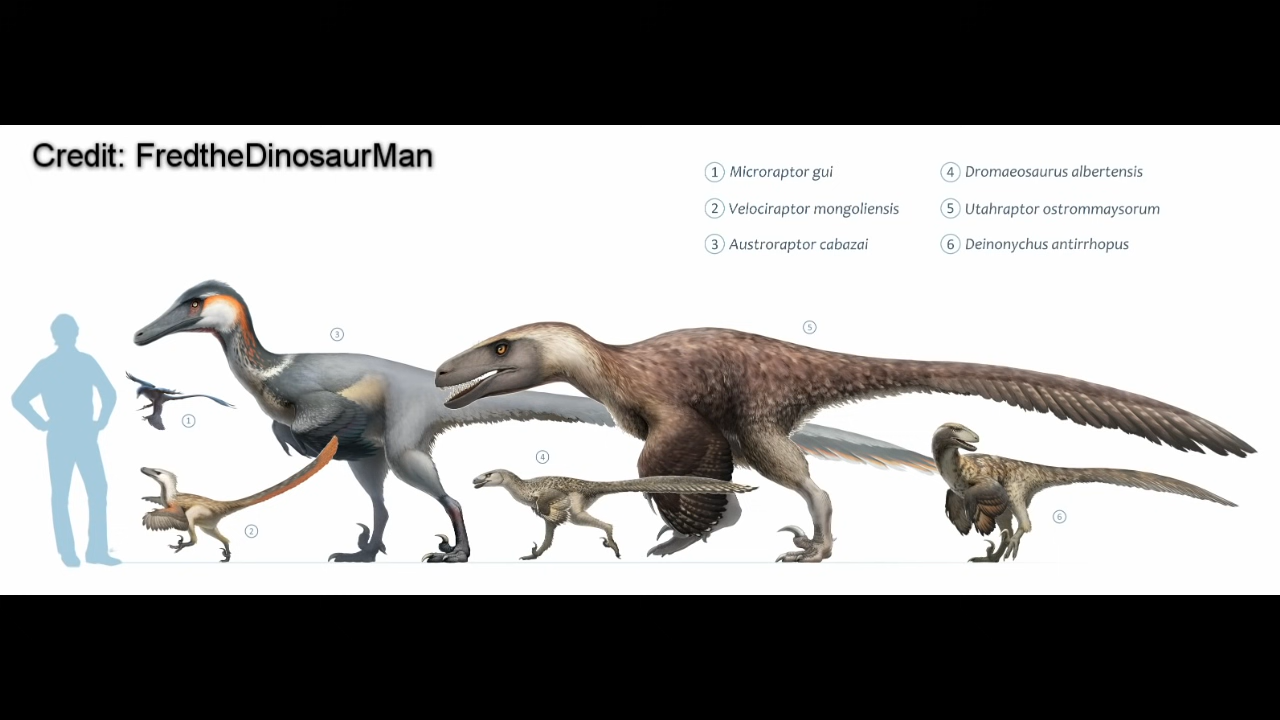 Credit: FredtheDinosaurMan
1 Microraptor gui
2 Velociraptor mongoliensis
3 Austroraptor cabazai
4 Dromaeosaurus albertensis
5 Utahraptor ostrommaysorum
6 Deinonychus antirrhopus
3
5
1
4
2
6